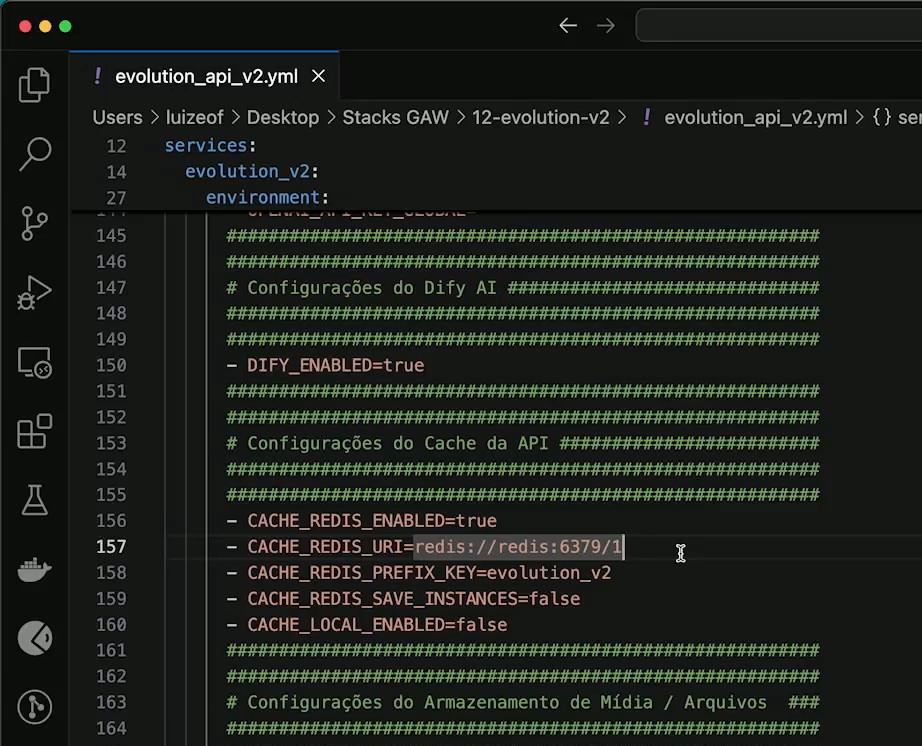 ! evolution_api_v2.yml ×
Users > luizeof > Desktop > Stacks GAW > 12-evolution-v2 > ! evolution_api_v2.yml > {} ser
12 services:
14 evolution_v2:
27 environment:
144 - OPENAI_API_KEY_GLOBAL=
145 #########################################################
146 #########################################################
147 # Configurações do Dify AI ##############################
148 #########################################################
149 #########################################################
150 - DIFY_ENABLED=true
151 #########################################################
152 #########################################################
153 # Configurações do Cache da API #########################
154 #########################################################
155 #########################################################
156 - CACHE_REDIS_ENABLED=true
157 - CACHE_REDIS_URI=redis://redis:6379/1
158 - CACHE_REDIS_PREFIX_KEY=evolution_v2
159 - CACHE_REDIS_SAVE_INSTANCES=false
160 - CACHE_LOCAL_ENABLED=false
161 #########################################################
162 #########################################################
163 # Configurações do Armazenamento de Mídia / Arquivos  ###
164 #########################################################